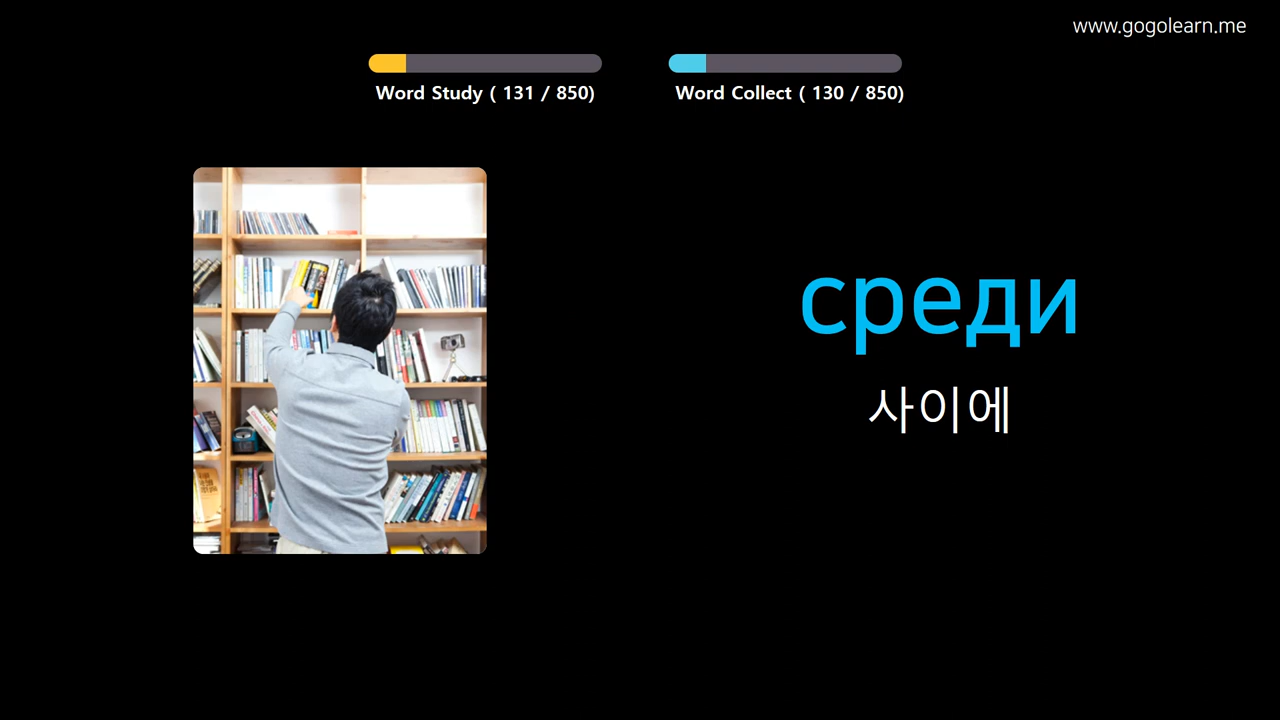 www.gogolearn.me
Word Study ( 131 / 850)
Word Collect ( 130 / 850)
среди
사이에